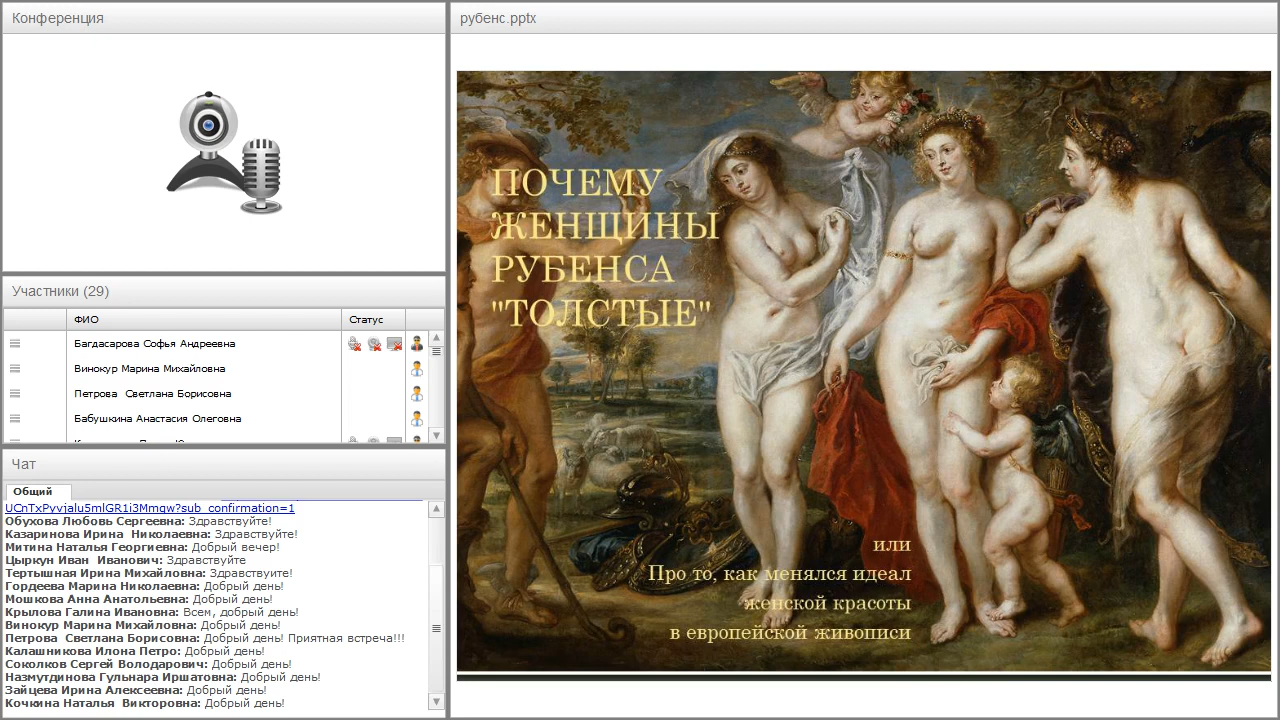 Конференция
Участники (29)
ФИО
Статус
Багдасарова Софья Андреевна
Винокур Марина Михайловна
Петрова Светлана Борисовна
Бабушкина Анастасия Олеговна
Чат
Общий
UCnTxPyvjaIu5mlGR1i3Mmqw?sub_confirmation=1
Обухова Любовь Сергеевна: Здравствуйте!
Казаринова Ирина Николаевна: Здравствуйте!
Митина Наталья Георгиевна: Добрый вечер!
Цыркун Иван Иванович: Здравствуйте
Тертышная Ирина Михайловна: Здравствуите!
Гордеева Марина Николаевна: Добрый день!
Мошкова Анна Анатольевна: Добрый день!
Крылова Галина Ивановна: Всем, добрый день!
Винокур Марина Михайловна: Добрый день!
Петрова Светлана Борисовна: Добрый день! Приятная встреча!!!
Калашникова Илона Петро: Добрый день!
Соколков Сергей Володарович: Добрый день!
Назмутдинова Гульнара Иршатовна: Добрый день!
Зайцева Ирина Алексеевна: Добрый день!
Кочкина Наталья Викторовна: Добрый день!
рубенс.pptx
ПОЧЕМУ
ЖЕНЩИНЫ
РУБЕНСА
"ТОЛСТЫЕ"
или
Про то, как менялся идеал
женской красоты
в европейской живописи